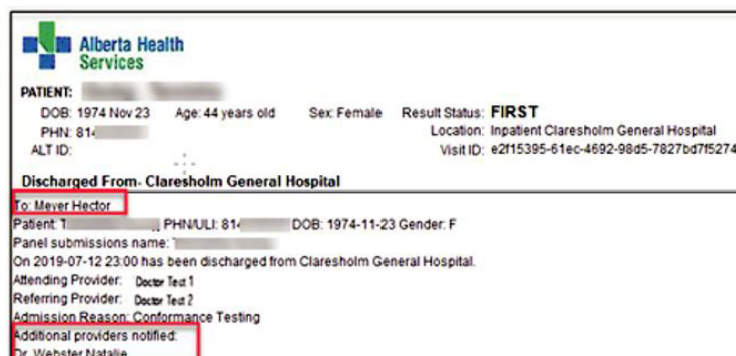 Alberta Health
Services
PATIENT:
DOB: 1974 Nov 23 Age: 44 years old Sex: Female Result Status: FIRST
PHN: 814 Location: Inpatient Claresholm General Hospital
ALT ID: Visit ID: e2f15395-61ec-4692-98d5-7827bd7f5274
Discharged From- Claresholm General Hospital
To: Meyer Hector
Patient: T PHN/ULI: 814 DOB: 1974-11-23 Gender: F
Panel submissions name: T
On 2019-07-12 23:00 has been discharged from Claresholm General Hospital.
Attending Provider: Doctor Test 1
Referring Provider: Doctor Test 2
Admission Reason: Conformance Testing
Additional providers notified:
Dr. Webster Natalie